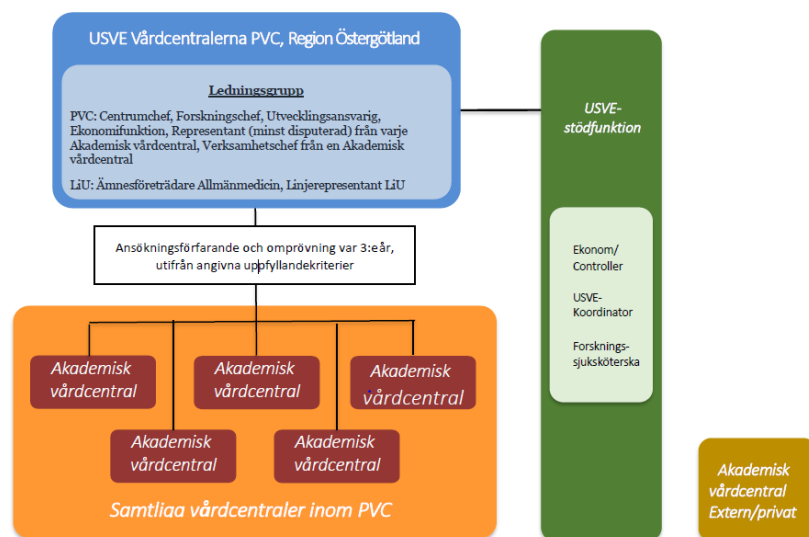 USVE Vårdcentralerna PVC, Region Östergötland
Ledningsgrupp
PVC: Centrumchef, Forskningschef, Utvecklingsansvarig,
Ekonomifunktion, Representant (minst disputerad) från varje
Akademisk vårdcentral, Verksamhetschef från en Akademisk
vårdcentral
LiU: Ämnesföreträdare Allmänmedicin, Linjerepresentant LiU
Ansökningsförfarande och omprövning var 3:e år,
utifrån angivna uppfyllandekriterier
Akademisk
vårdcentral
Akademisk
vårdcentral
Akademisk
vårdcentral
Akademisk
vårdcentral
Akademisk
vårdcentral
Samtliga vårdcentraler inom PVC
USVE-
stödfunktion
Ekonom/
Controller
USVE-
Koordinator
Forsknings-
sjuksköterska
Akademisk
vårdcentral
Extern/privat